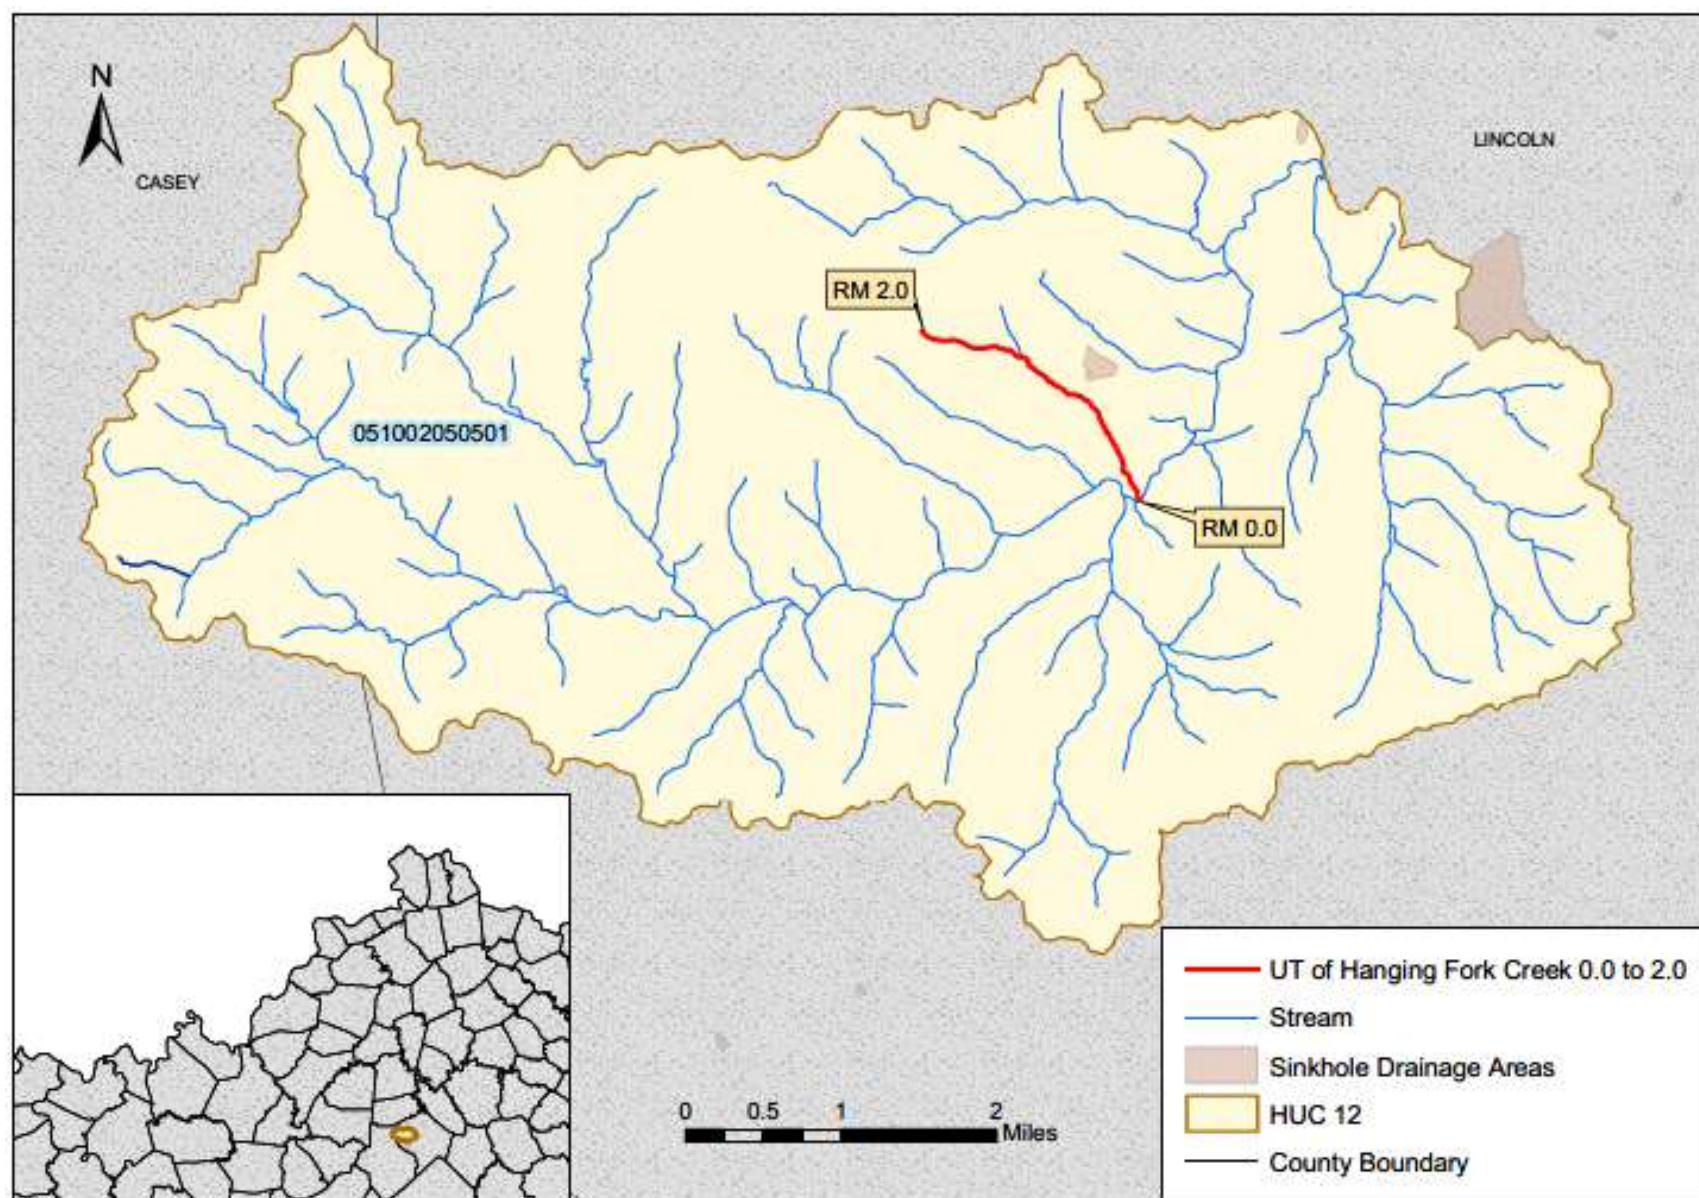 N
CASEY
LINCOLN
RM 2.0
051002050501
RM 0.0
UT of Hanging Fork Creek 0.0 to 2.0
Stream
Sinkhole Drainage Areas
HUC 12
County Boundary
0 0.5 1 2
Miles